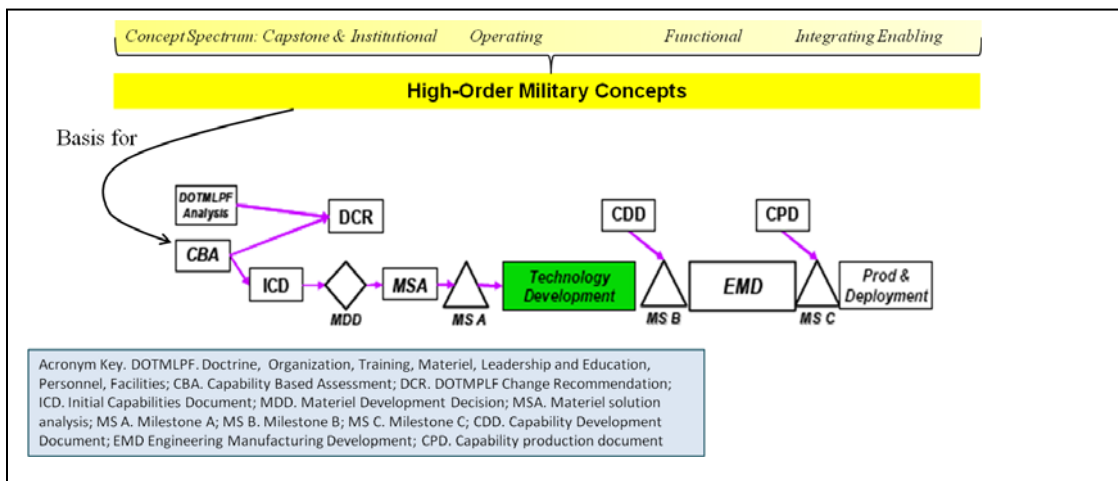 Concept Spectrum: Capstone & Institutional Operating Functional Integrating Enabling
High-Order Military Concepts
Basis for
DOTMLPF
Analysis
DCR
CDD
CPD
CBA
ICD
MDD
MSA
MS A
Technology
Development
MS B
EMD
MS C
Prod &
Deployment
Acronym Key. DOTMLPF. Doctrine, Organization, Training, Materiel, Leadership and Education,
Personnel, Facilities; CBA. Capability Based Assessment; DCR. DOTMPLF Change Recommendation;
ICD. Initial Capabilities Document; MDD. Materiel Development Decision; MSA. Materiel solution
analysis; MS A. Milestone A; MS B. Milestone B; MS C. Milestone C; CDD. Capability Development
Document; EMD Engineering Manufacturing Development; CPD. Capability production document